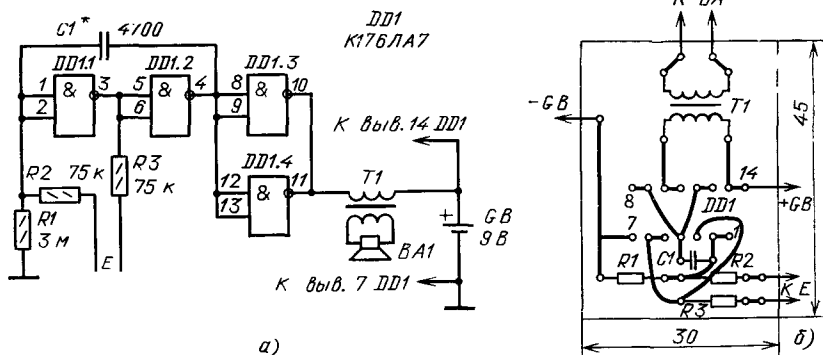 C1* 4700
DD1
К176ЛА7
К ВА
DD1.1
DD1.2
DD1.3
1
2
&
3
5
6
&
4
8
9
&
10
DD1.4
12
13
&
11
R2 75 к
R3
75 к
R1
3 М
Е
К выв. 14 DD1
T1
BA1
+
GB
9 В
К выв. 7 DD1
а)
-GB
T1
45
14
+GB
8
DD1
7
1
C1
R1
R2
К Е
R3
30
б)